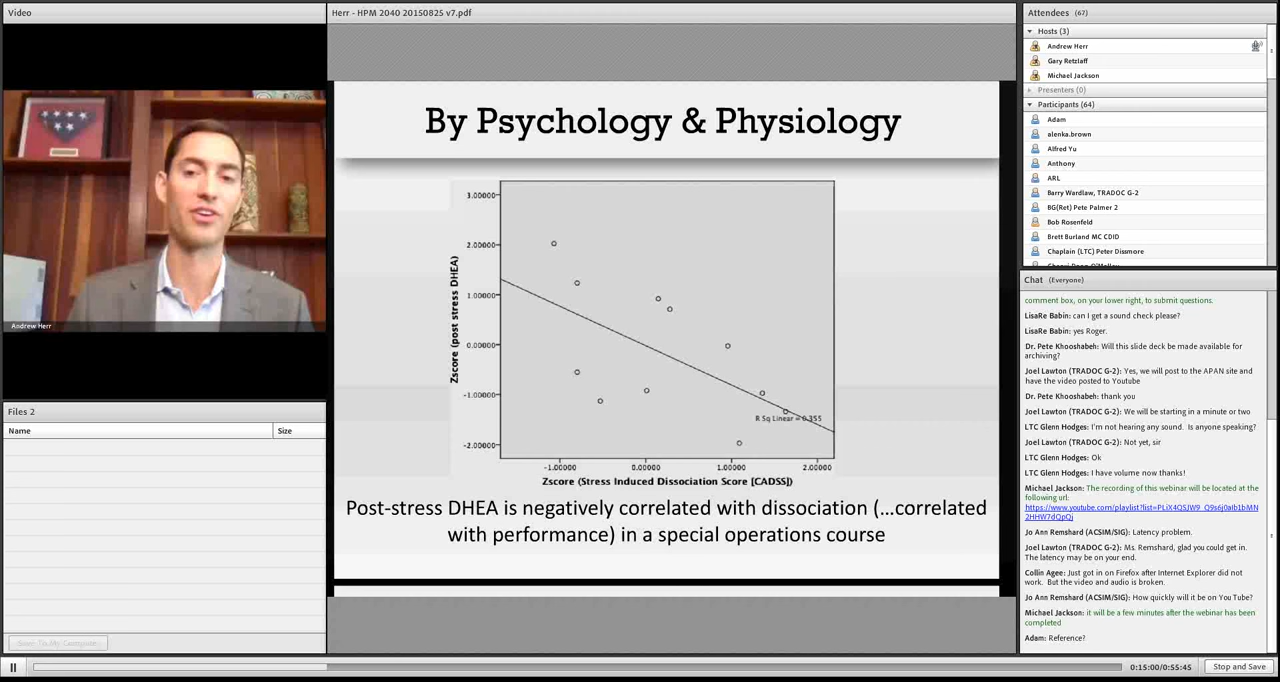 Video
Andrew Herr
Files 2
Name Size
Save To My Computer
Herr - HPM 2040 20150825 v7.pdf
By Psychology & Physiology
Zscore (post stress DHEA)
3.00000
2.00000
1.00000
0.00000
-1.00000
-2.00000
R Sq Linear = 0.355
-1.00000 0.00000 1.00000 2.00000
Zscore (Stress Induced Dissociation Score [CADSS])
Post-stress DHEA is negatively correlated with dissociation (...correlated
with performance) in a special operations course
Attendees (67)
Hosts (3)
Andrew Herr
Gary Retzlaff
Michael Jackson
Presenters (0)
Participants (64)
Adam
alenka.brown
Alfred Yu
Anthony
ARL
Barry Wardlaw, TRADOC G-2
BG(Ret) Pete Palmer 2
Bob Rosenfeld
Brett Burland MC CDID
Chaplain (LTC) Peter Dissmore
Chat (Everyone)
comment box, on your lower right, to submit questions.
LisaRe Babin: can I get a sound check please?
LisaRe Babin: yes Roger.
Dr. Pete Khooshabeh: Will this slide deck be made available for
archiving?
Joel Lawton (TRADOC G-2): Yes, we will post to the APAN site and
have the video posted to Youtube
Dr. Pete Khooshabeh: thank you
Joel Lawton (TRADOC G-2): We will be starting in a minute or two
LTC Glenn Hodges: I'm not hearing any sound. Is anyone speaking?
Joel Lawton (TRADOC G-2): Not yet, sir
LTC Glenn Hodges: Ok
LTC Glenn Hodges: I have volume now thanks!
Michael Jackson: The recording of this webinar will be located at the
following url:
Jo Ann Remshard (ACSIM/SIG): Latency problem.
Joel Lawton (TRADOC G-2): Ms. Remshard, glad you could get in.
The latency may be on your end.
Collin Agee: Just got in on Firefox after Internet Explorer did not
work. But the video and audio is broken.
Jo Ann Remshard (ACSIM/SIG): How quickly will it be on You Tube?
Michael Jackson: it will be a few minutes after the webinar has been
completed
Adam: Reference?
0:15:00/0:55:45
Stop and Save